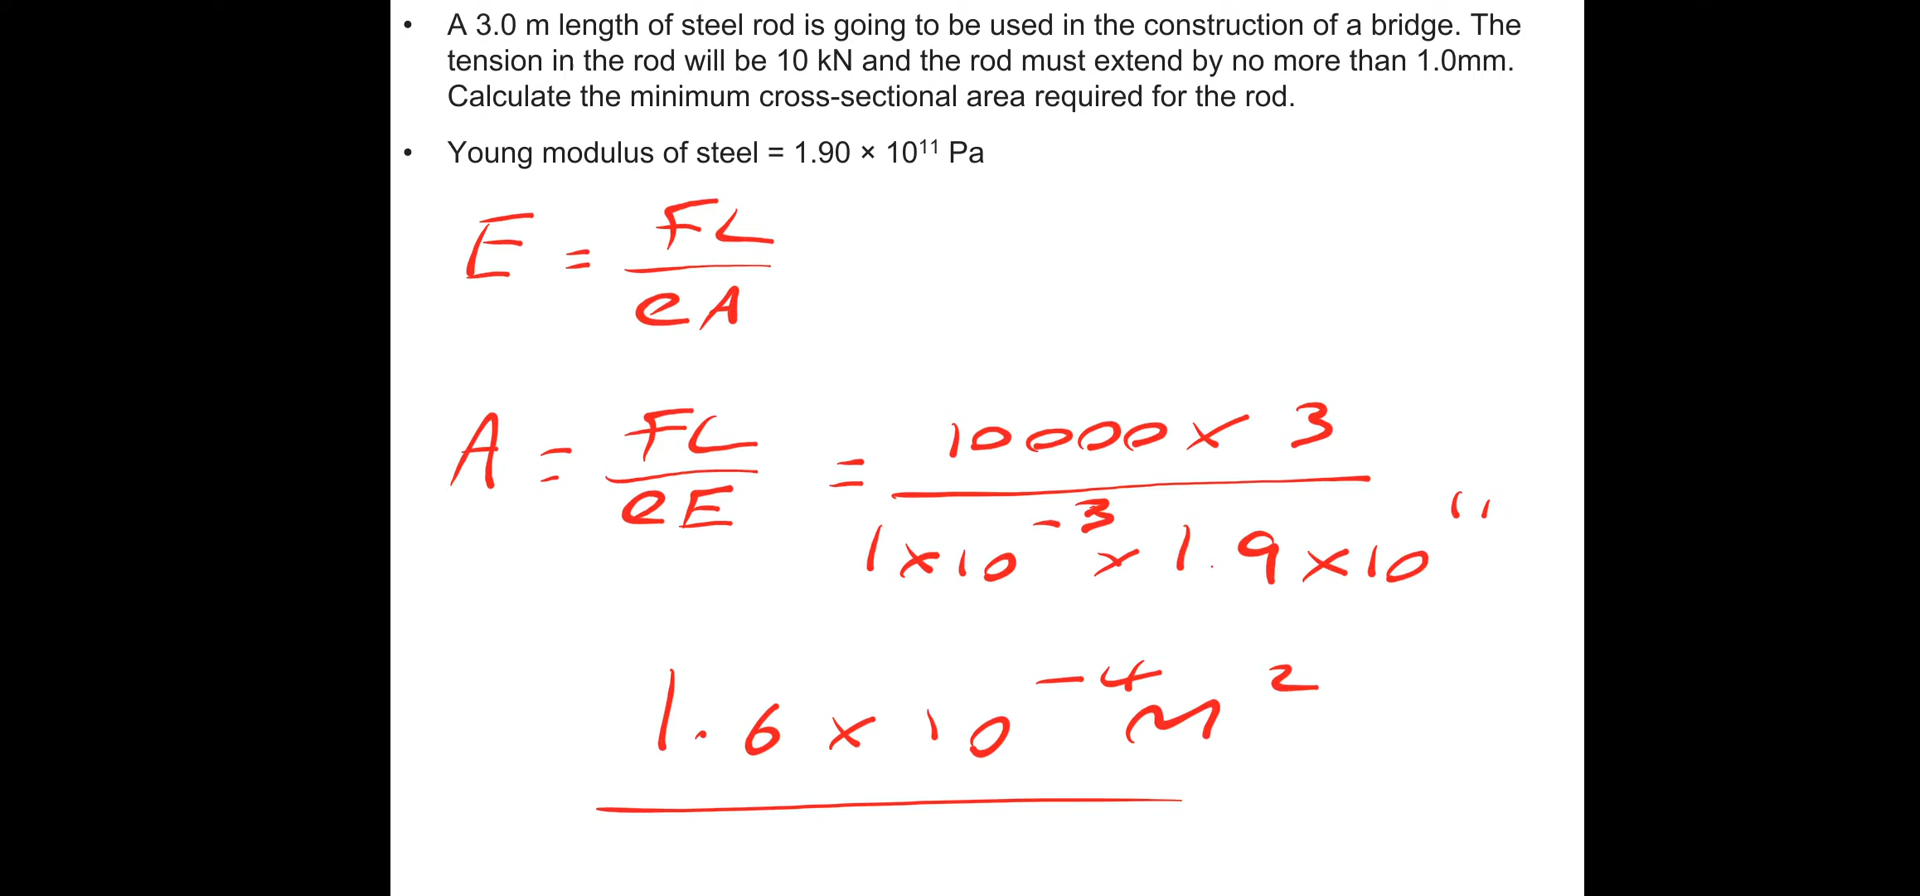 • A 3.0 m length of steel rod is going to be used in the construction of a bridge. The
tension in the rod will be 10 kN and the rod must extend by no more than 1.0mm.
Calculate the minimum cross-sectional area required for the rod.
• Young modulus of steel = 1.90 × 10¹¹ Pa
E = FL / eA
A = FL / eE = 10000 × 3 / 1×10⁻³ × 1.9×10¹¹
1.6 × 10⁻⁴ m²